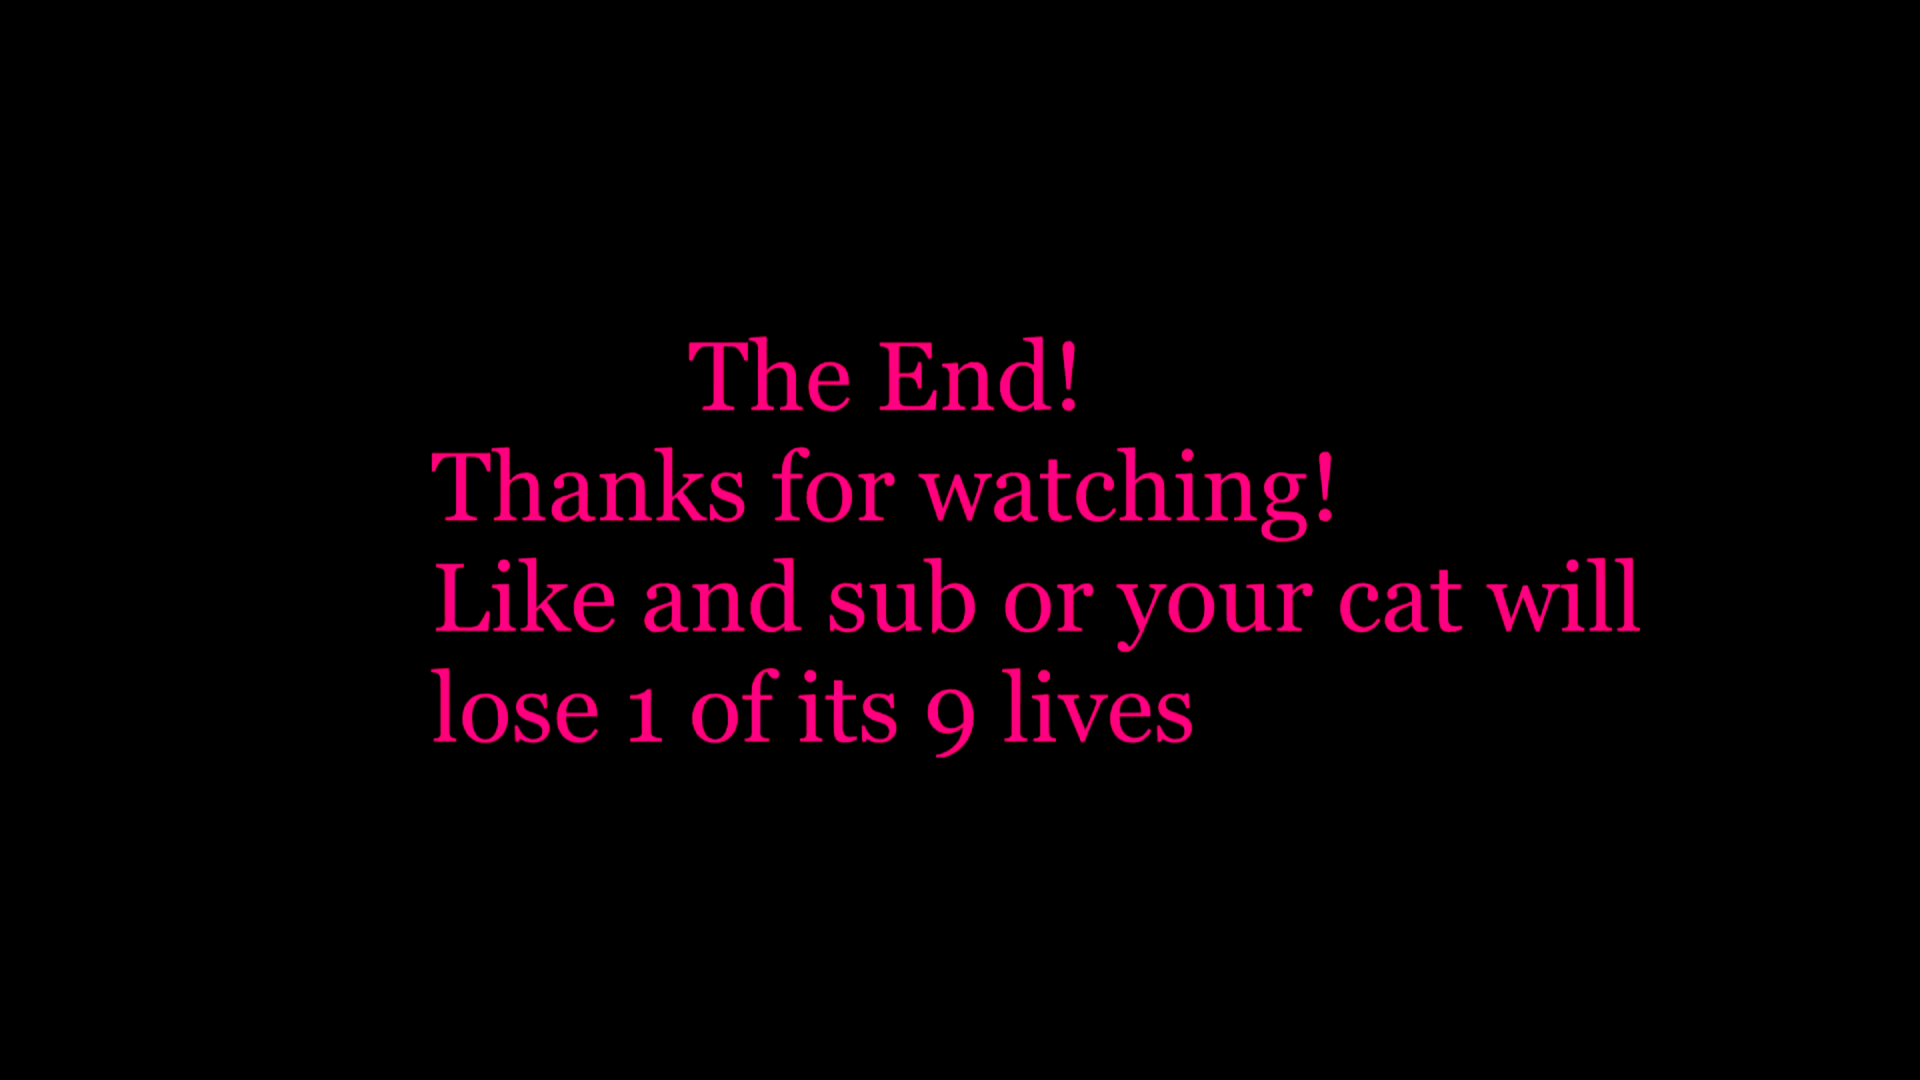 The End!
Thanks for watching!
Like and sub or your cat will
lose 1 of its 9 lives